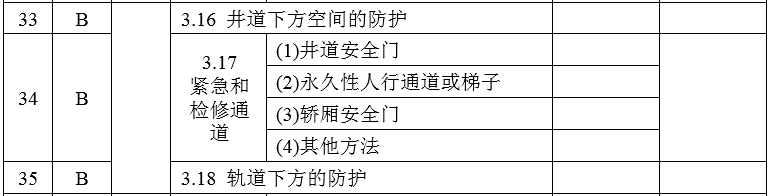 33 B 3.16 井道下方空间的防护
34 B 3.17 紧急和检修通道
(1)井道安全门
(2)永久性人行通道或梯子
(3)轿厢安全门
(4)其他方法
35 B 3.18 轨道下方的防护